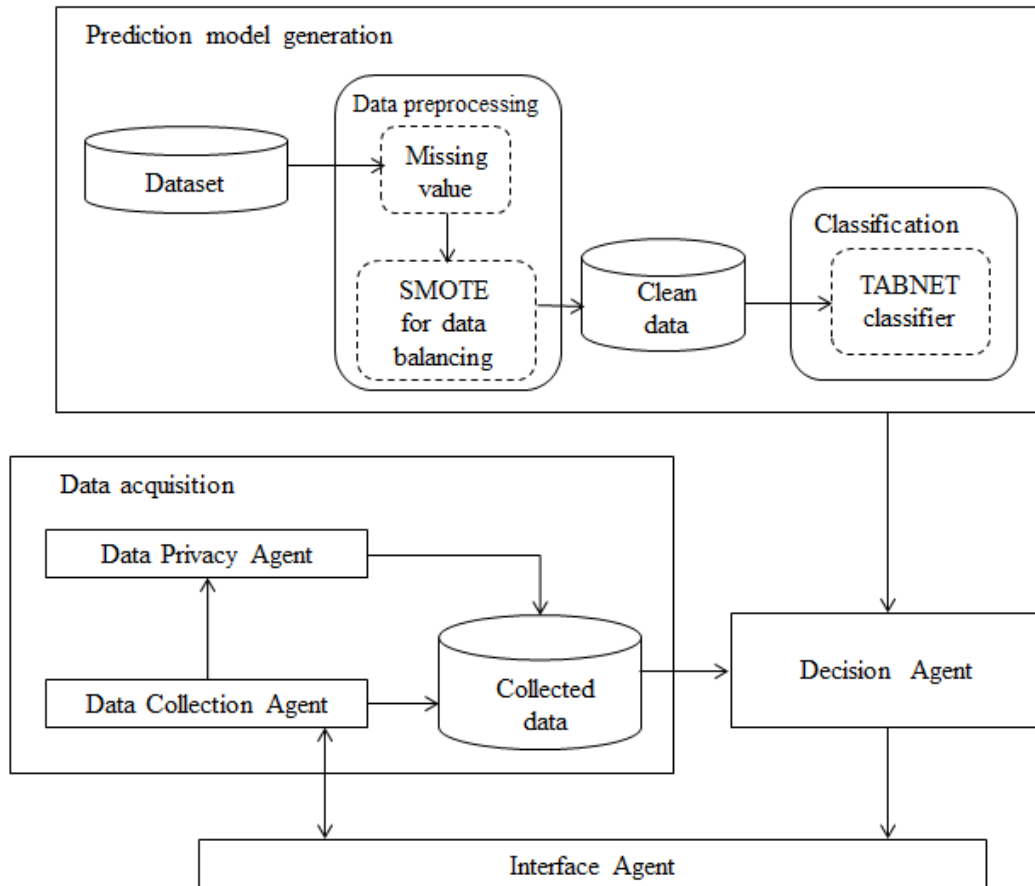 Prediction model generation
Data preprocessing
Dataset
Missing
value
SMOTE
for data
balancing
Clean
data
Classification
TABNET
classifier
Data acquisition
Data Privacy Agent
Data Collection Agent
Collected
data
Decision Agent
Interface Agent